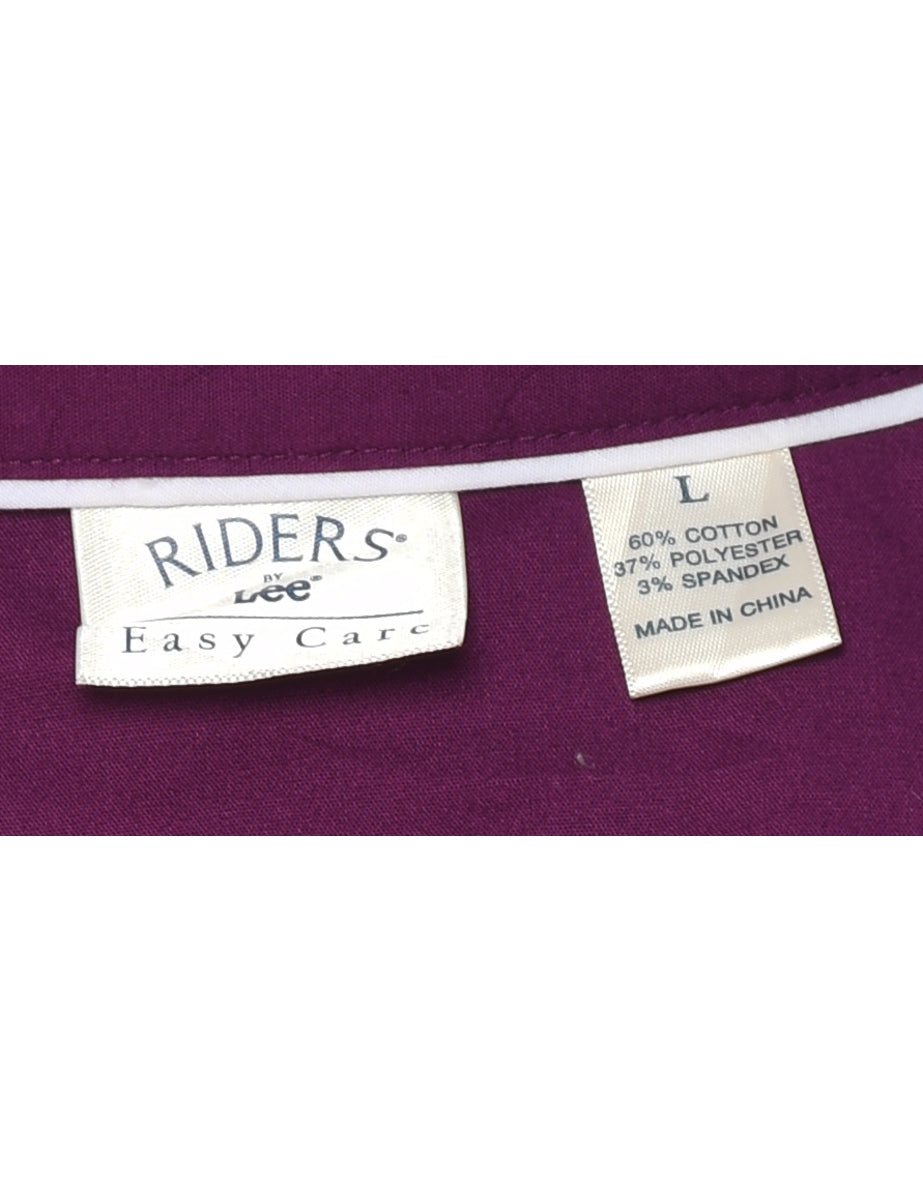 RIDERS®
BY
Lee®
Easy Care
L
60% COTTON
37% POLYESTER
3% SPANDEX
MADE IN CHINA